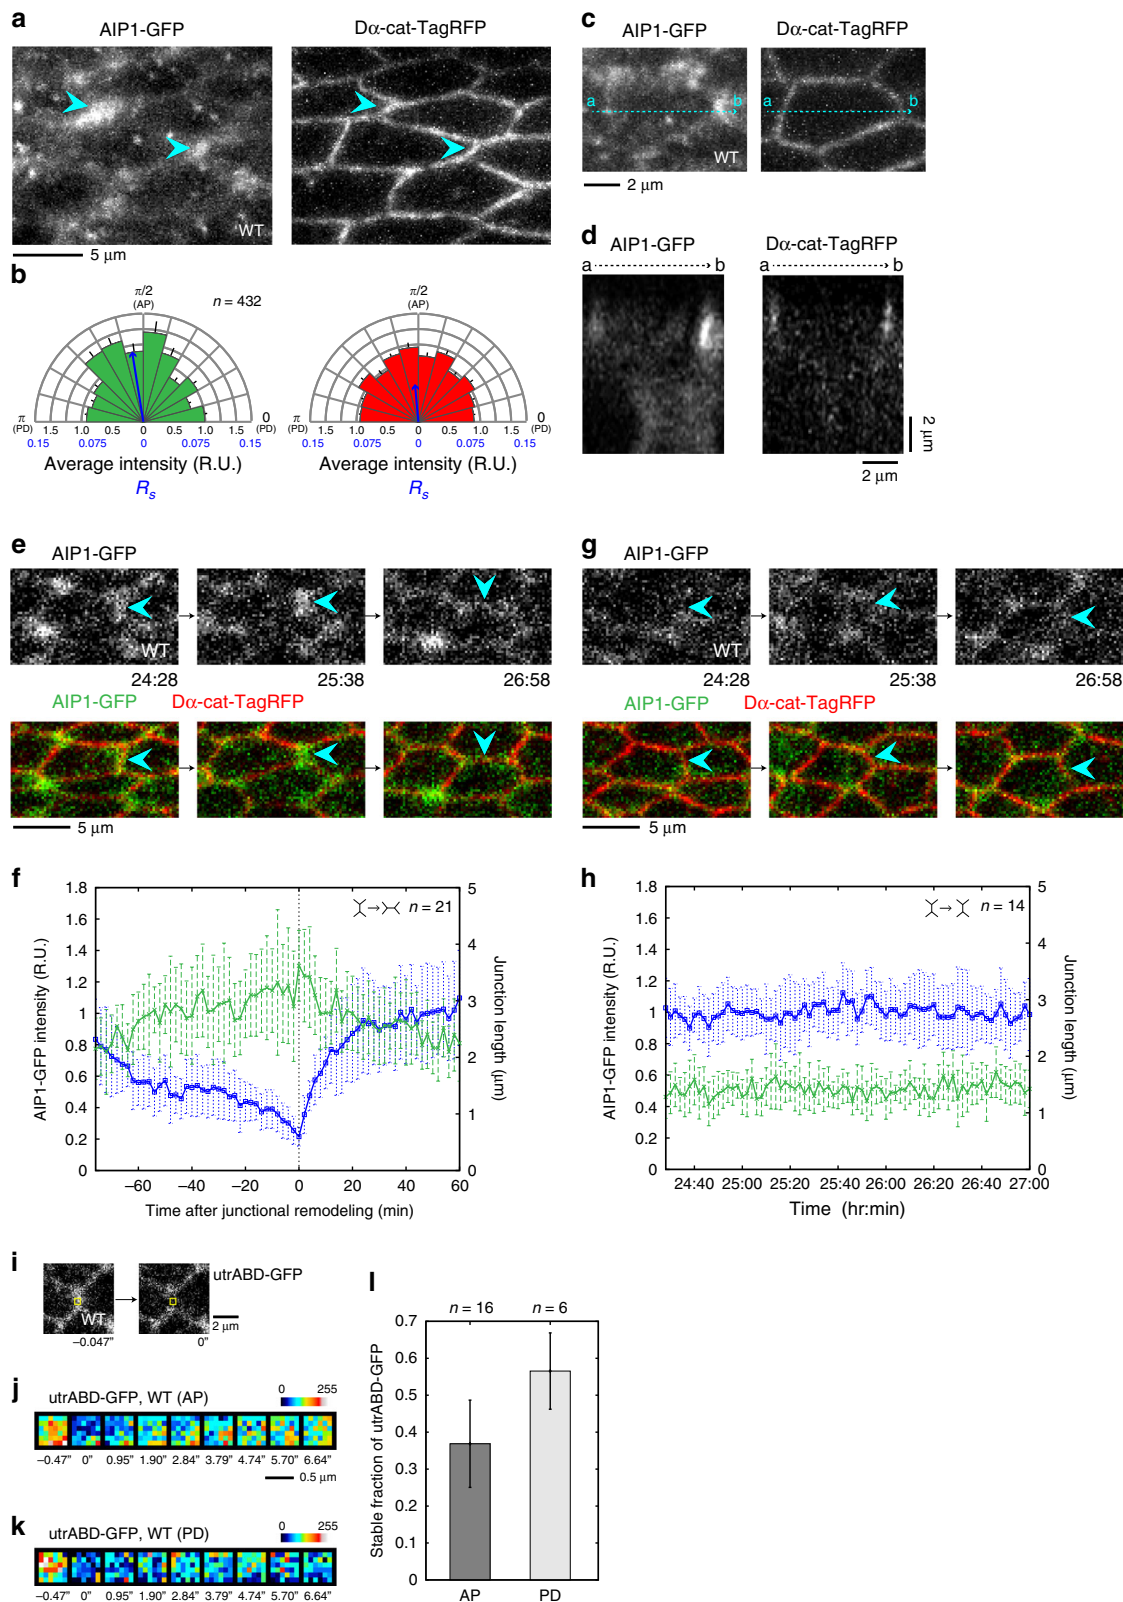 a
AIP1-GFP
Dα-cat-TagRFP
WT
5 μm
b
π/2
(AP)
n = 432
π
(PD)
0
(PD)
1.5 1.0 0.5 0 0.5 1.0 1.5
0.15 0.075 0 0.075 0.15
Average intensity (R.U.)
Rs
π/2
(AP)
π
(PD)
0
(PD)
1.5 1.0 0.5 0 0.5 1.0 1.5
0.15 0.075 0 0.075 0.15
Average intensity (R.U.)
Rs
c
AIP1-GFP
Dα-cat-TagRFP
a b
a b
WT
2 μm
d
AIP1-GFP
Dα-cat-TagRFP
a b
a b
2 μm
2 μm
e
AIP1-GFP
WT
24:28 25:38 26:58
AIP1-GFP Dα-cat-TagRFP
5 μm
g
AIP1-GFP
WT
24:28 25:38 26:58
AIP1-GFP Dα-cat-TagRFP
5 μm
f
n = 21
AIP1-GFP intensity (R.U.)
1.8
1.6
1.4
1.2
1
0.8
0.6
0.4
0.2
0
5
4
3
2
1
0
Junction length (μm)
−60 −40 −20 0 20 40 60
Time after junctional remodeling (min)
h
n = 14
AIP1-GFP intensity (R.U.)
1.8
1.6
1.4
1.2
1
0.8
0.6
0.4
0.2
0
5
4
3
2
1
0
Junction length (μm)
24:40 25:00 25:20 25:40 26:00 26:20 26:40 27:00
Time (hr:min)
i
utrABD-GFP
WT
2 μm
−0.047" 0"
j
utrABD-GFP, WT (AP)
0 255
−0.47" 0" 0.95" 1.90" 2.84" 3.79" 4.74" 5.70" 6.64"
0.5 μm
k
utrABD-GFP, WT (PD)
0 255
−0.47" 0" 0.95" 1.90" 2.84" 3.79" 4.74" 5.70" 6.64"
l
n = 16 n = 6
Stable fraction of utrABD-GFP
0.7
0.6
0.5
0.4
0.3
0.2
0.1
0
AP PD